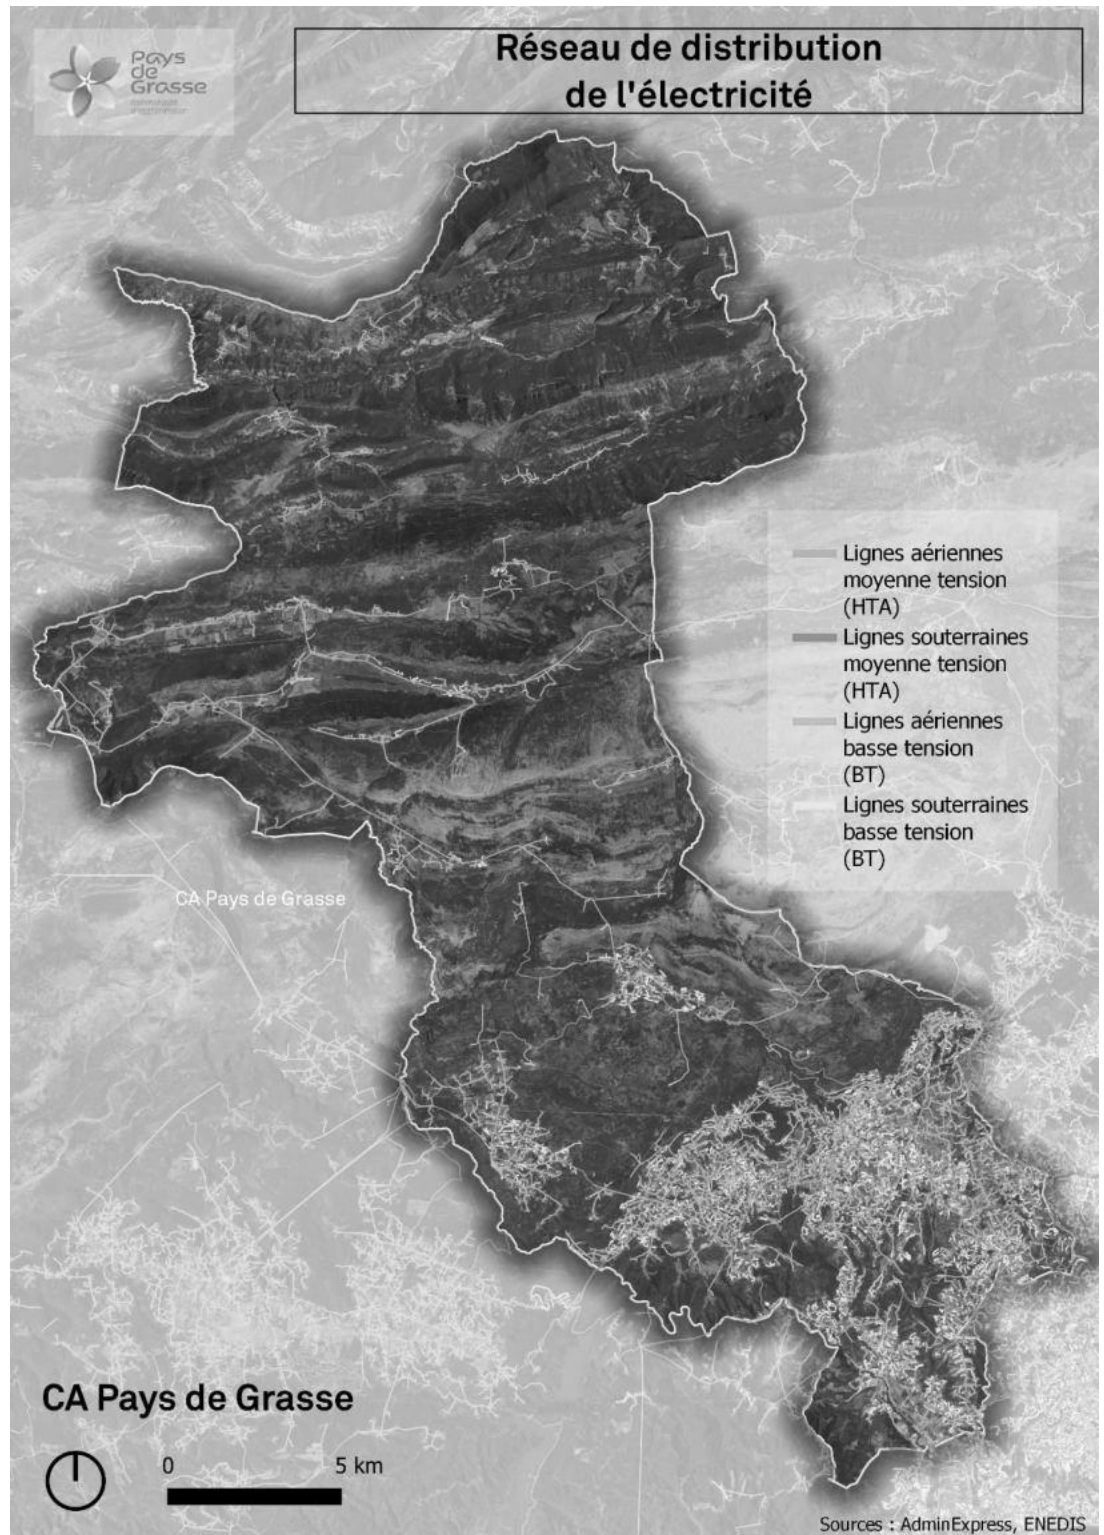 Pays
de
Grasse
communauté
d'agglomération
Réseau de distribution
de l'électricité
Lignes aériennes
moyenne tension
(HTA)
Lignes souterraines
moyenne tension
(HTA)
Lignes aériennes
basse tension
(BT)
Lignes souterraines
basse tension
(BT)
CA Pays de Grasse
CA Pays de Grasse
0 5 km
Sources : AdminExpress, ENEDIS